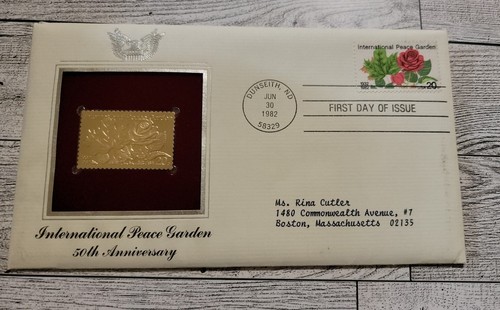 International Peace Garden
20c
DUNSEITH, ND
JUN
30
1982
58329
FIRST DAY OF ISSUE
Ms. Rina Cutler
1480 Commonwealth Avenue, #7
Boston, Massachusetts 02135
International Peace Garden
50th Anniversary